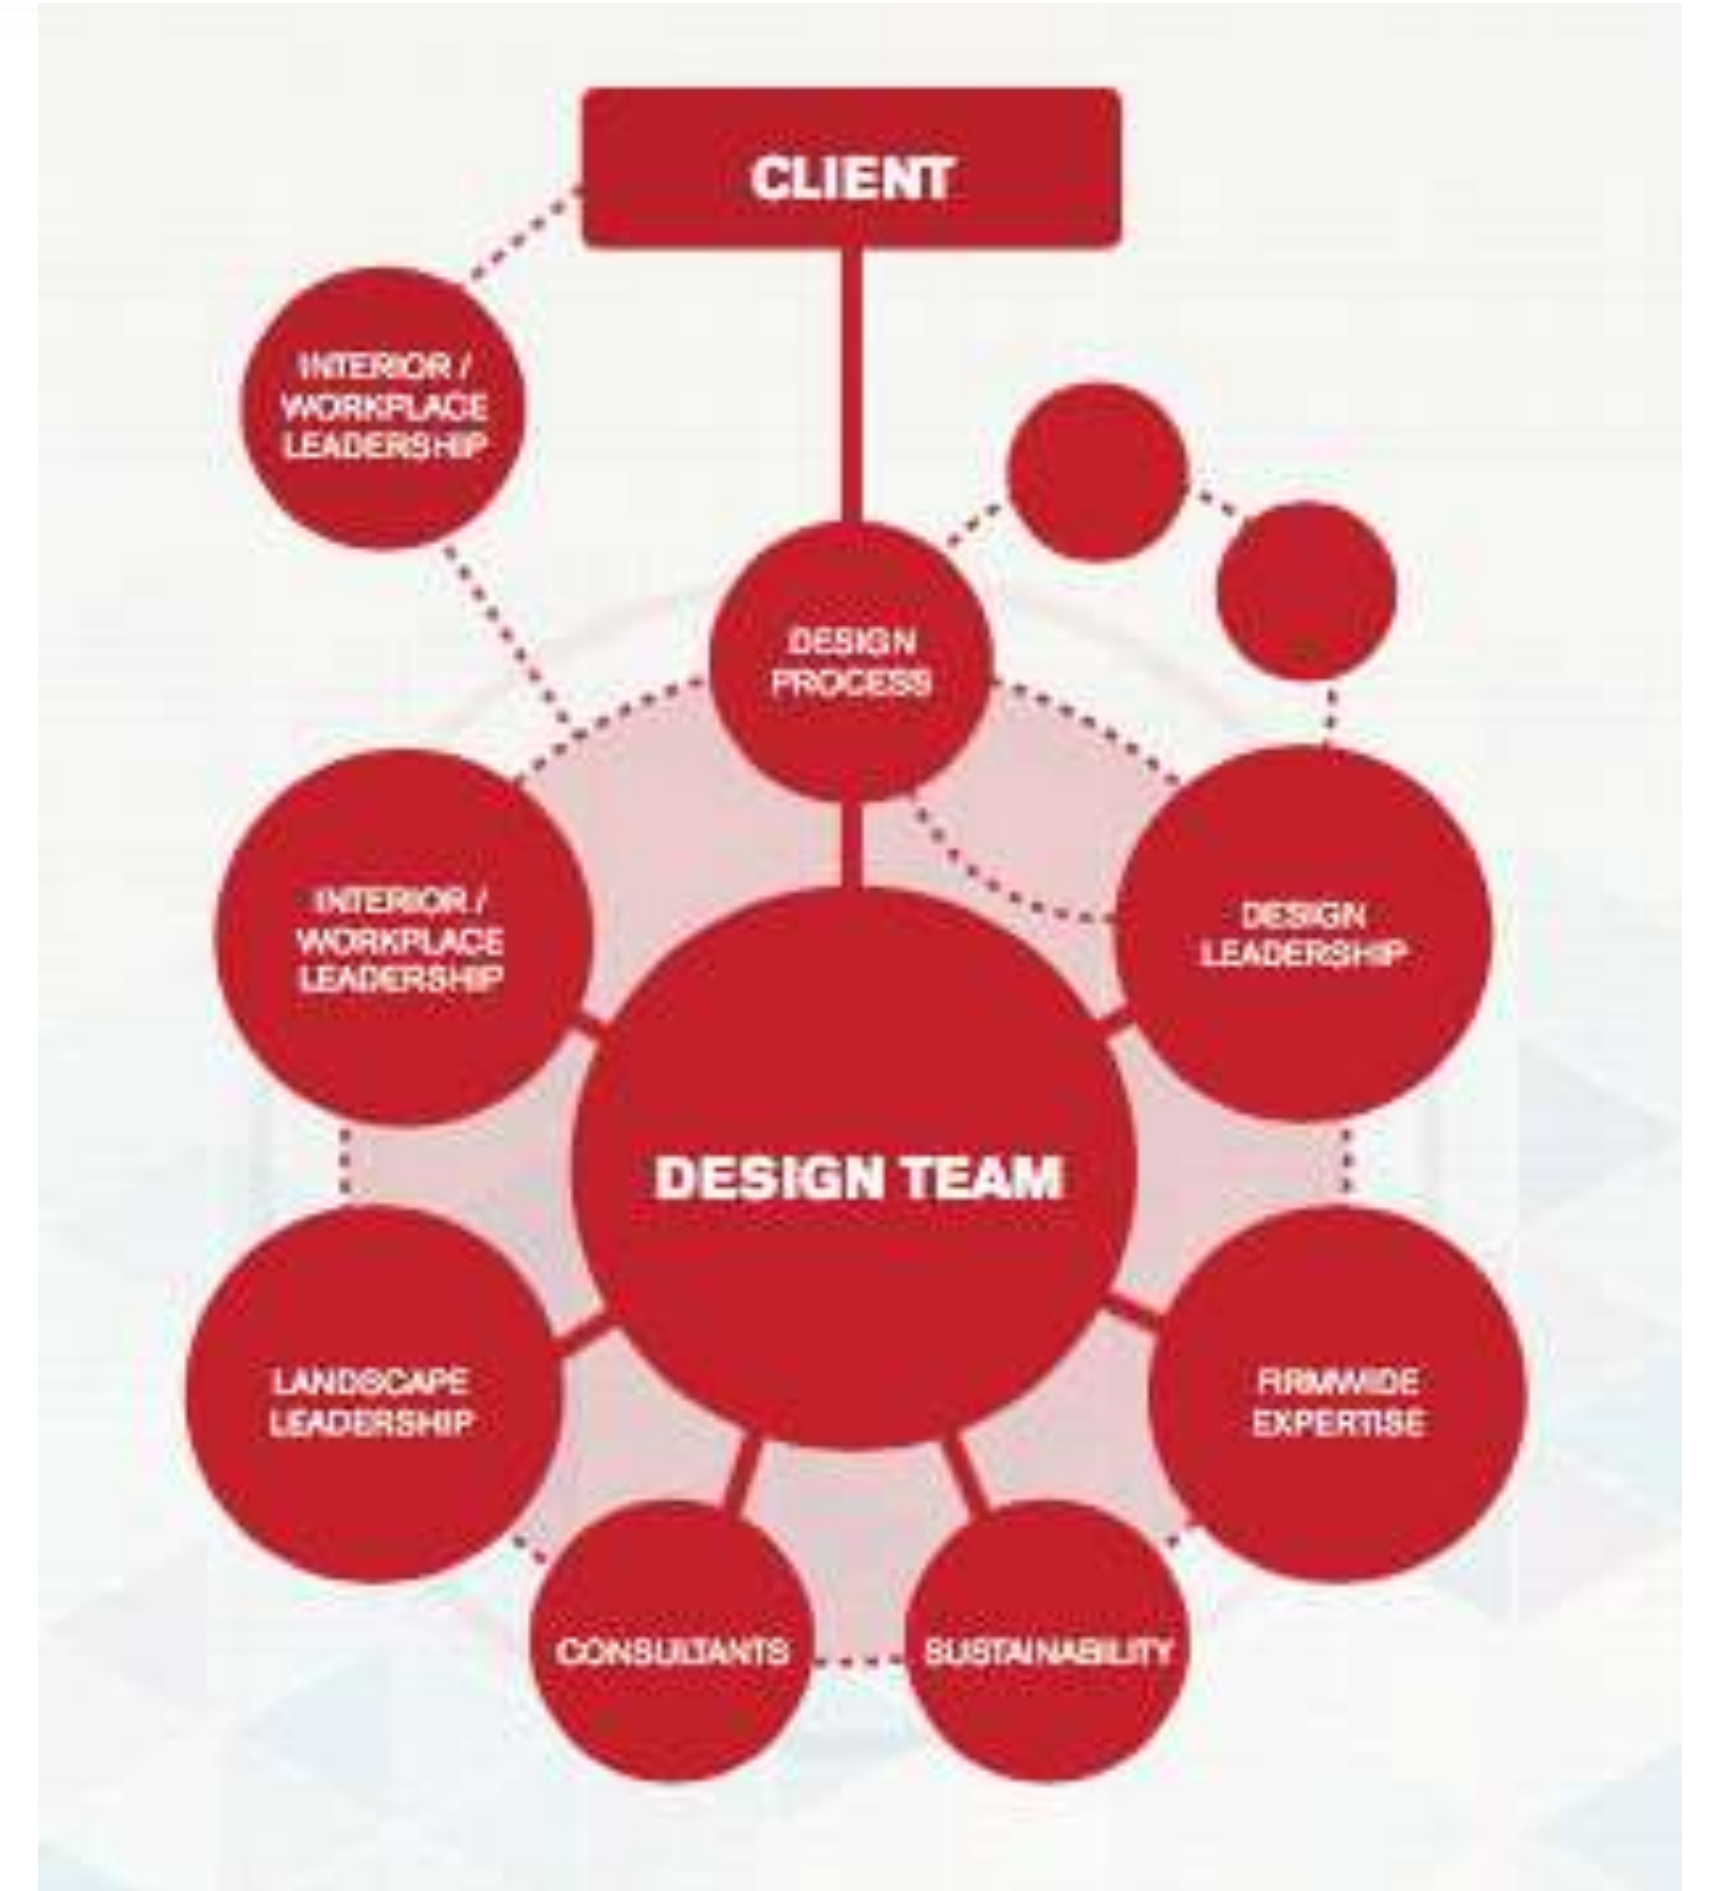 CLIENT
INTERIOR /
WORKPLACE
LEADERSHIP
DESIGN
PROCESS
INTERIOR /
WORKPLACE
LEADERSHIP
DESIGN
LEADERSHIP
DESIGN TEAM
LANDSCAPE
LEADERSHIP
FIRMWIDE
EXPERTISE
CONSULTANTS
SUSTAINABILITY